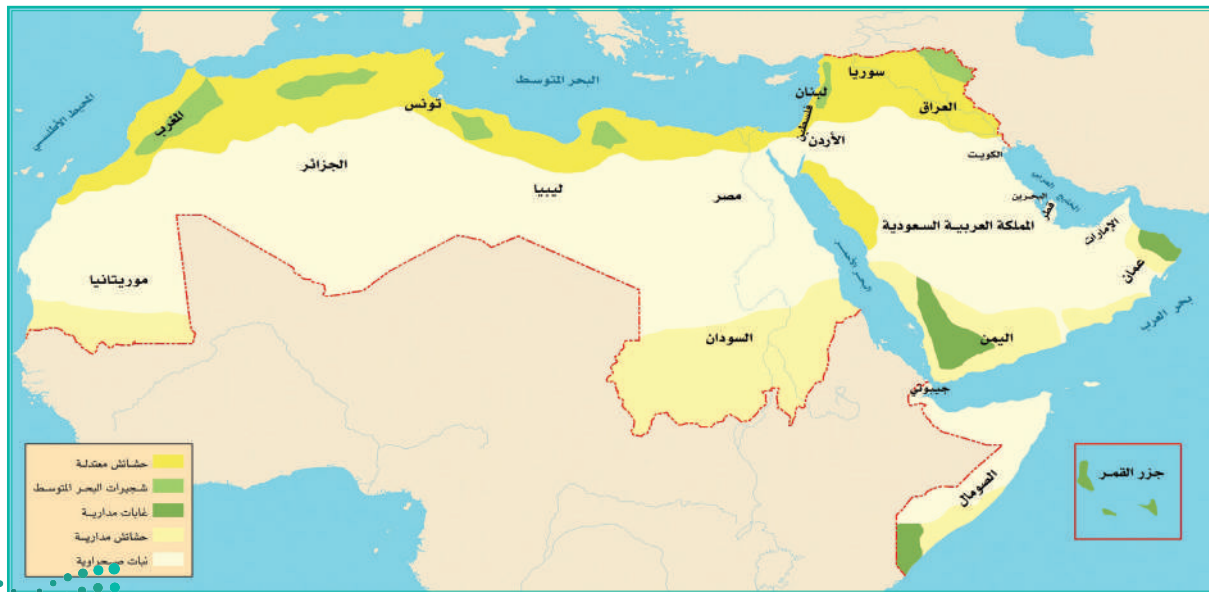 المحيط الأطلسي
البحر المتوسط
المغرب
الجزائر
تونس
ليبيا
مصر
موريتانيا
السودان
سوريا
لبنان
فلسطين
العراق
الأردن
الكويت
الخليج العربي
البحرين
قطر
المملكة العربية السعودية
الإمارات
عمان
البحر الأحمر
بحر العرب
اليمن
جيبوتي
الصومال
جزر القمر
حشائش معتدلة
شجيرات البحر المتوسط
غابات مدارية
حشائش مدارية
نبات صحراوية